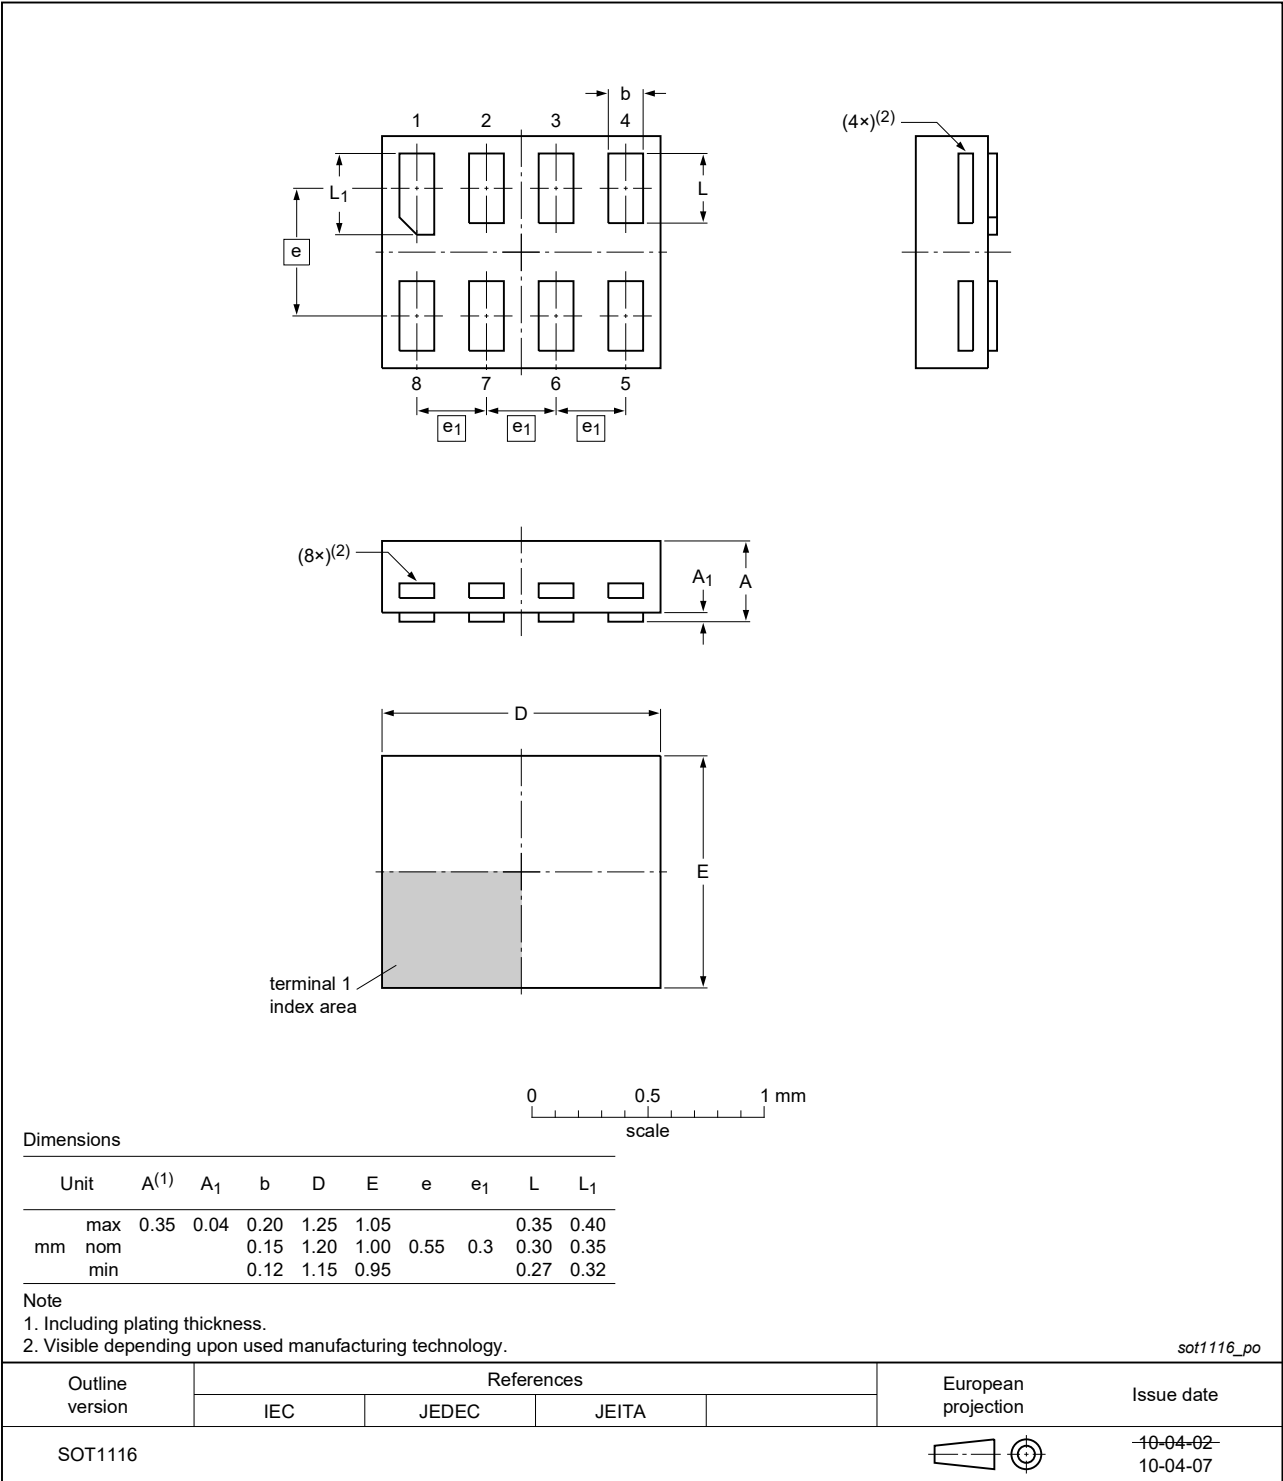 b
1 2 3 4
(4×)(2)
L1
L
e
8 7 6 5
e1 e1 e1
(8×)(2)
A1 A
D
E
terminal 1
index area
0 0.5 1 mm
scale
Dimensions
Unit A(1) A1 b D E e e1 L L1
max 0.35 0.04 0.20 1.25 1.05 0.35 0.40
mm nom 0.15 1.20 1.00 0.55 0.3 0.30 0.35
min 0.12 1.15 0.95 0.27 0.32
Note
1. Including plating thickness.
2. Visible depending upon used manufacturing technology.
sot1116_po
Outline
version
References
IEC JEDEC JEITA
European
projection
Issue date
SOT1116
10-04-02
10-04-07